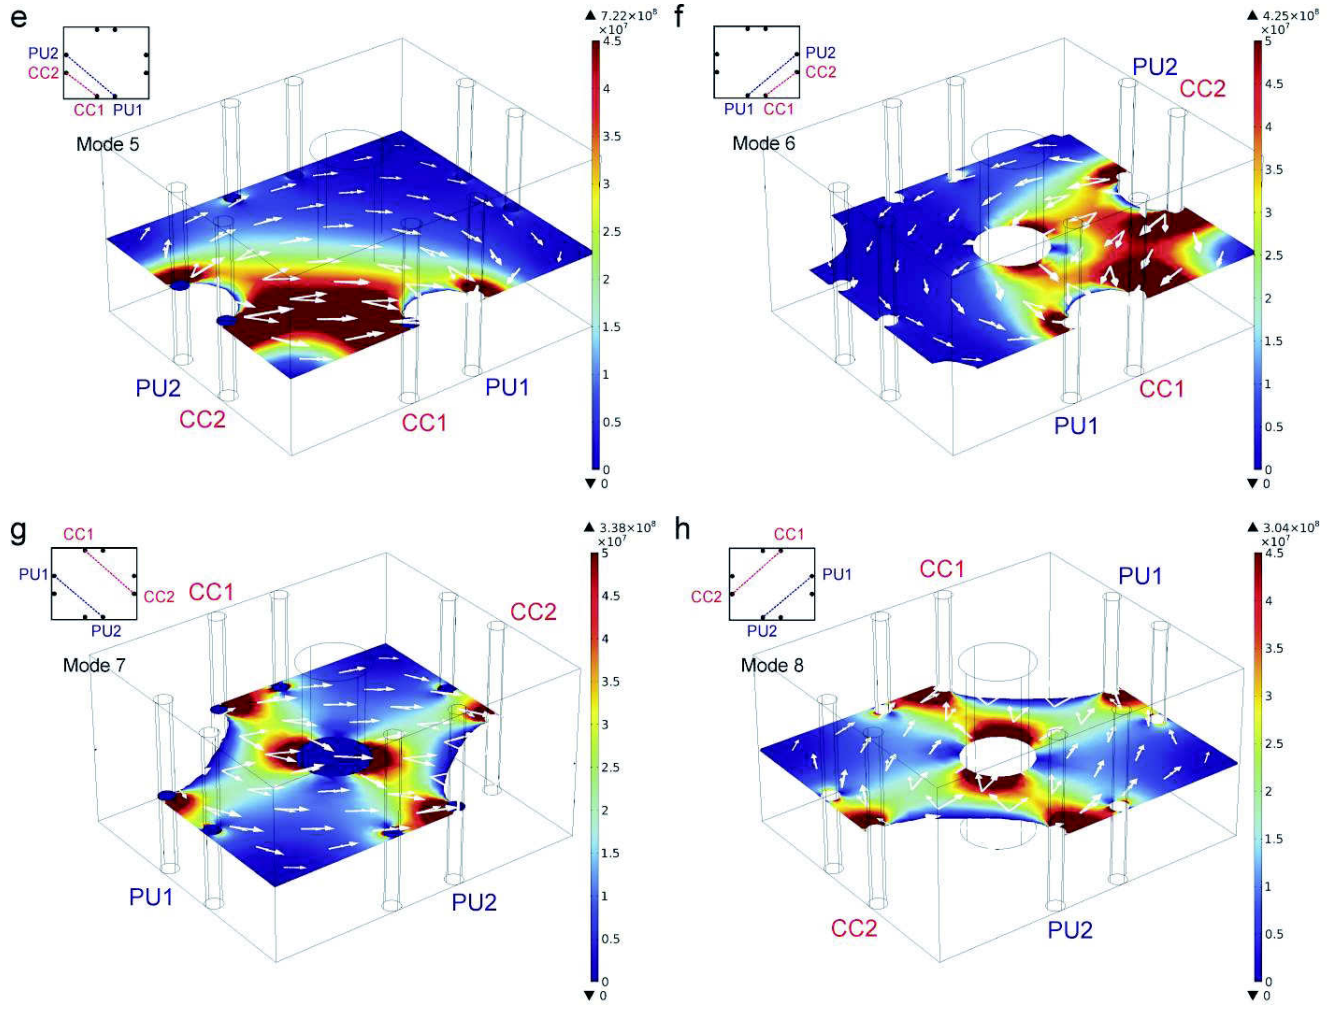 e
PU2
CC2
CC1 PU1
Mode 5
PU2
CC2
CC1
PU1
▲ 7.22×10⁸
×10⁷
4.5
4
3.5
3
2.5
2
1.5
1
0.5
0
▼ 0
f
PU2
CC2
PU1 CC1
Mode 6
PU2
CC2
CC1
PU1
▲ 4.25×10⁸
×10⁷
5
4.5
4
3.5
3
2.5
2
1.5
1
0.5
0
▼ 0
g
CC1
PU1
CC2
PU2
Mode 7
CC1
CC2
PU1
PU2
▲ 3.38×10⁸
×10⁷
5
4.5
4
3.5
3
2.5
2
1.5
1
0.5
0
▼ 0
h
CC1
PU1
CC2
PU2
Mode 8
CC1
PU1
CC2
PU2
▲ 3.04×10⁸
×10⁷
4.5
4
3.5
3
2.5
2
1.5
1
0.5
0
▼ 0